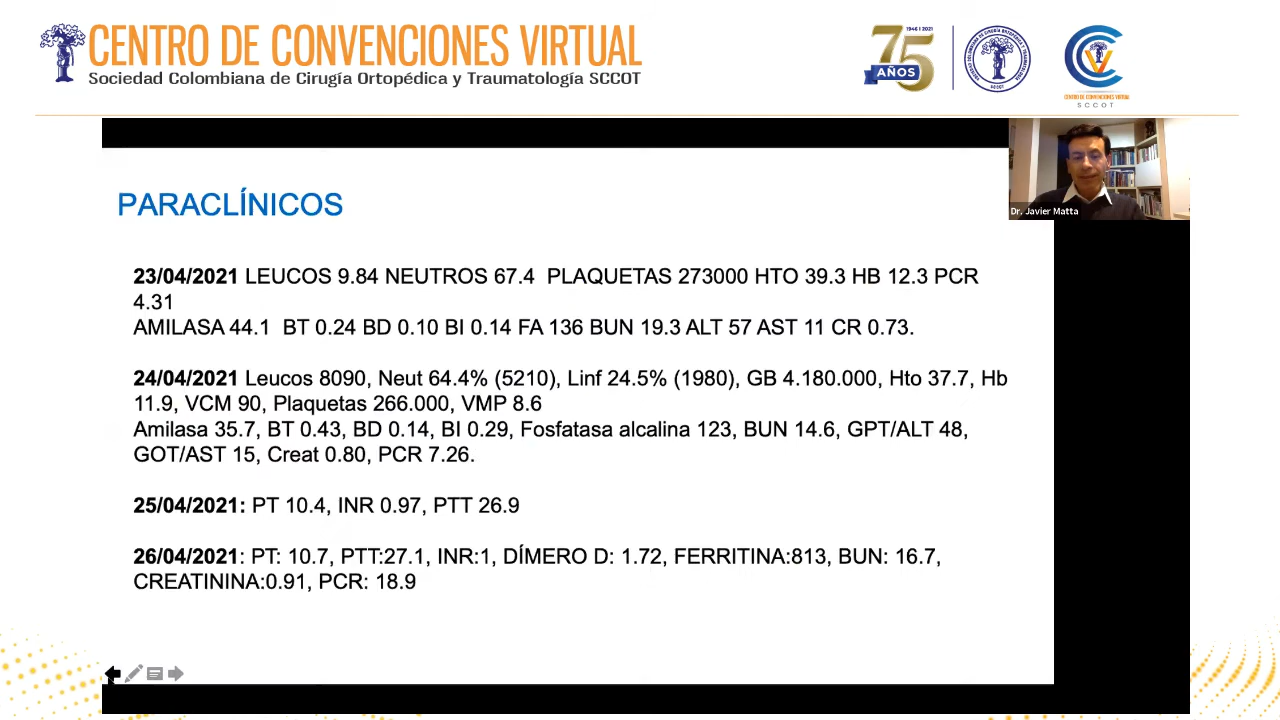 CENTRO DE CONVENCIONES VIRTUAL
Sociedad Colombiana de Cirugía Ortopédica y Traumatología SCCOT
1946 | 2021
75
AÑOS
SCCOT
CENTRO DE CONVENCIONES VIRTUAL
SCCOT
Dr. Javier Matta
PARACLÍNICOS
23/04/2021 LEUCOS 9.84 NEUTROS 67.4 PLAQUETAS 273000 HTO 39.3 HB 12.3 PCR
4.31
AMILASA 44.1 BT 0.24 BD 0.10 BI 0.14 FA 136 BUN 19.3 ALT 57 AST 11 CR 0.73.
24/04/2021 Leucos 8090, Neut 64.4% (5210), Linf 24.5% (1980), GB 4.180.000, Hto 37.7, Hb
11.9, VCM 90, Plaquetas 266.000, VMP 8.6
Amilasa 35.7, BT 0.43, BD 0.14, BI 0.29, Fosfatasa alcalina 123, BUN 14.6, GPT/ALT 48,
GOT/AST 15, Creat 0.80, PCR 7.26.
25/04/2021: PT 10.4, INR 0.97, PTT 26.9
26/04/2021: PT: 10.7, PTT:27.1, INR:1, DÍMERO D: 1.72, FERRITINA:813, BUN: 16.7,
CREATININA:0.91, PCR: 18.9